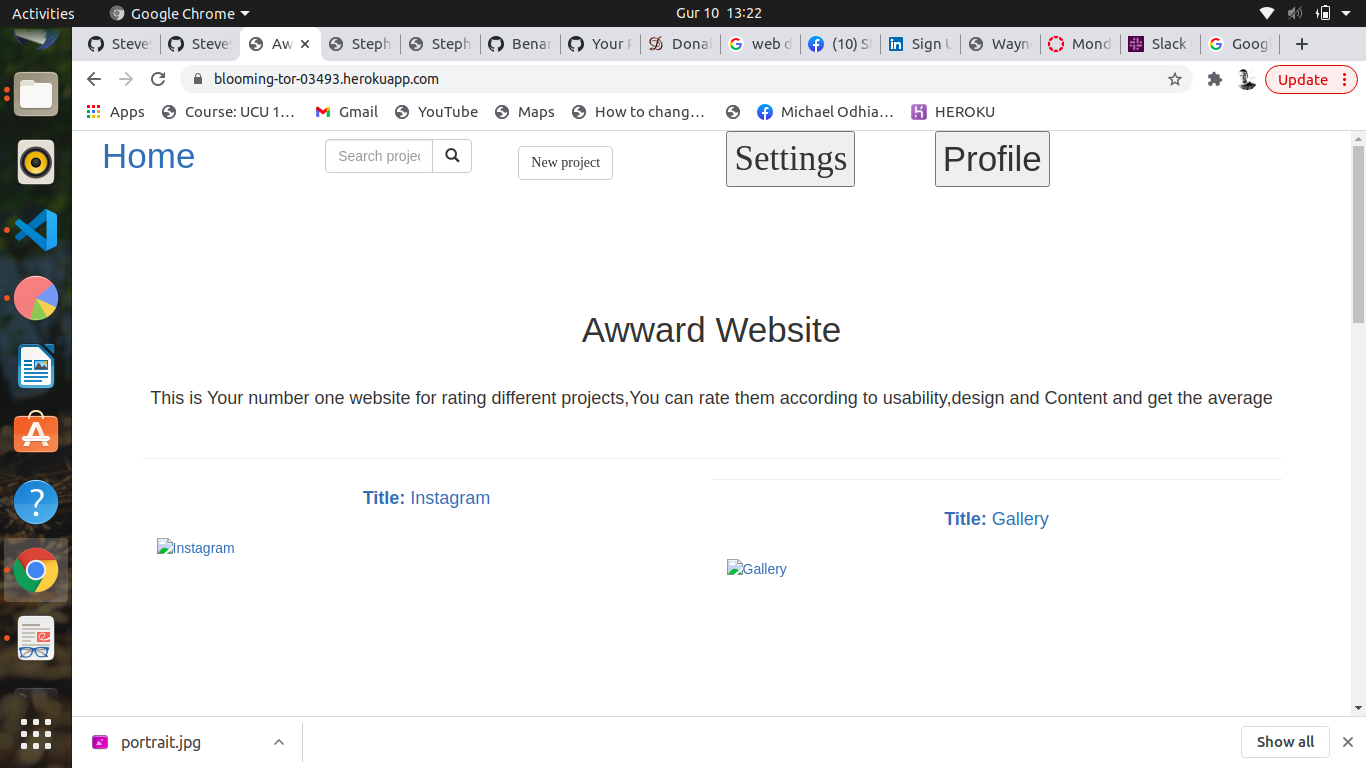 Activities Google Chrome Gur 10 13:22
Steve Steve Aw Steph Steph Benar Your Donal web d (10) S Sign U Wayn Mond Slack Goog
blooming-tor-03493.herokuapp.com Update
Apps Course: UCU 1… Gmail YouTube Maps How to chang… Michael Odhia… HEROKU
Home Search projec New project Settings Profile
Awward Website
This is Your number one website for rating different projects,You can rate them according to usability,design and Content and get the average
Title: Instagram
Title: Gallery
Instagram
Gallery
portrait.jpg Show all